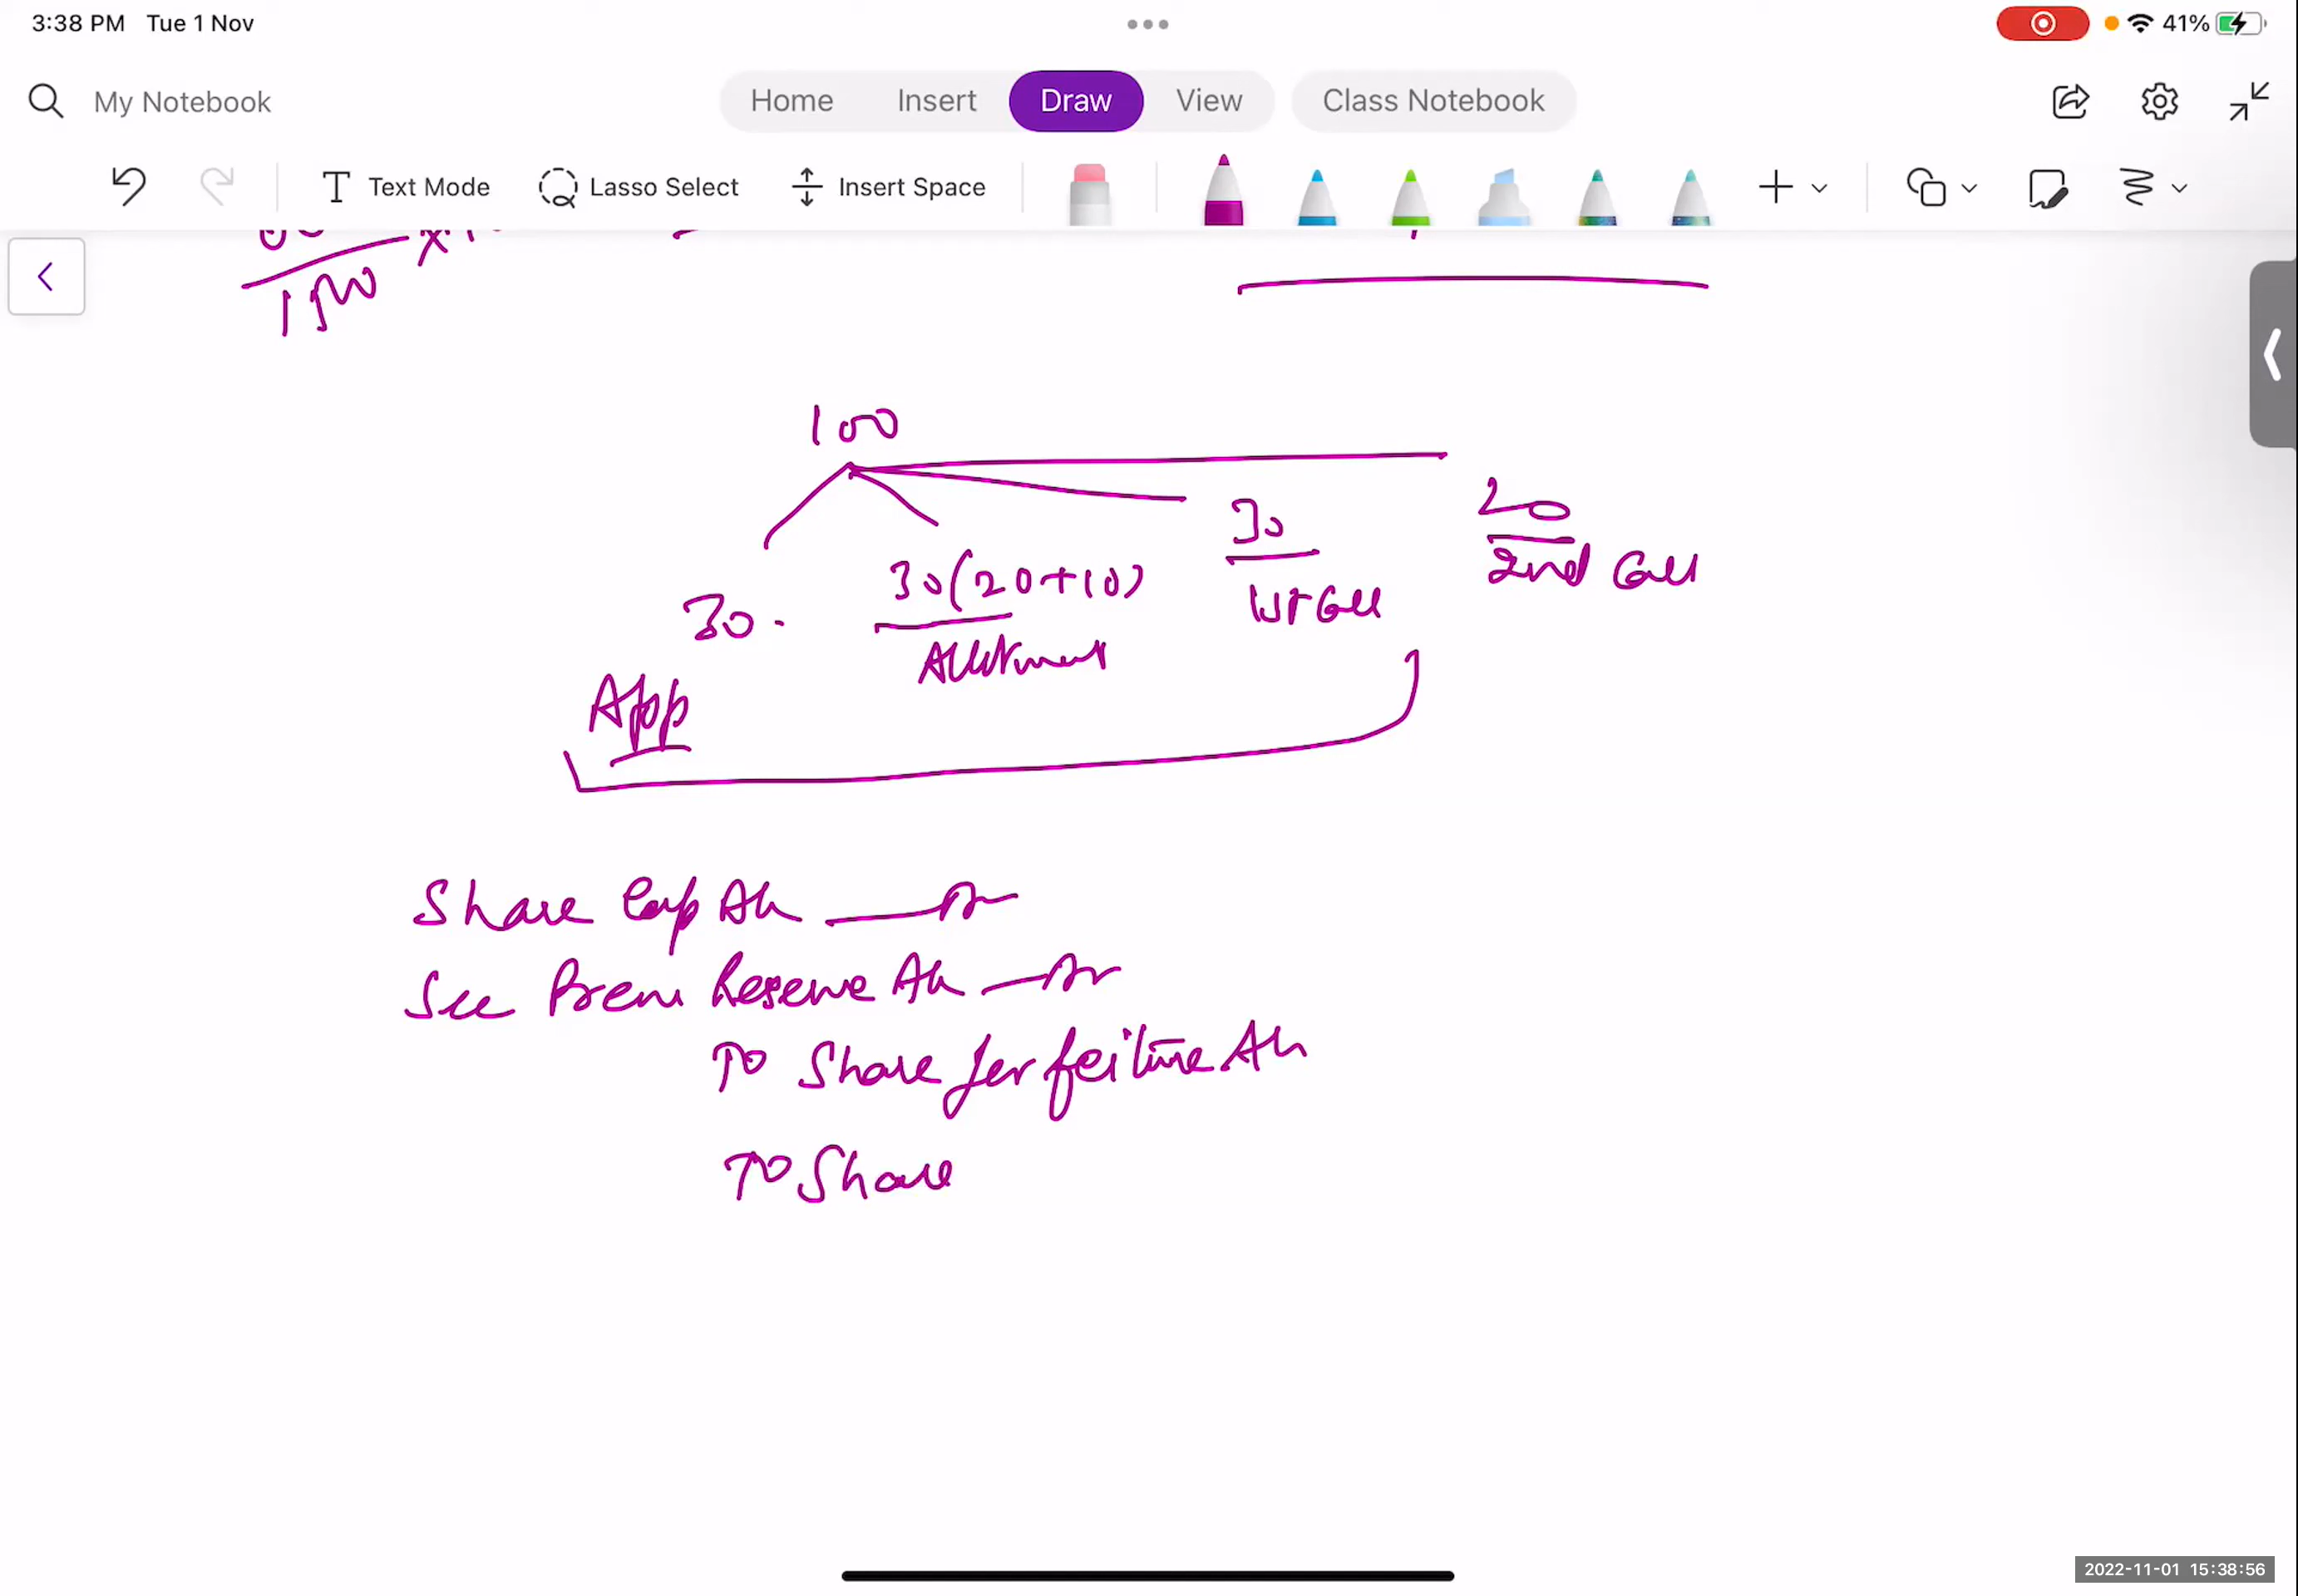 3:38 PM Tue 1 Nov
41%
My Notebook
Home Insert Draw View Class Notebook
Text Mode Lasso Select Insert Space
100
30. 30(20+10) 30 20
App Allotment 1st Call 2nd Call
Share Cap A/c Dr
Sec Prem Reserve A/c Dr
To Share forfeiture A/c
To Share
2022-11-01 15:38:56